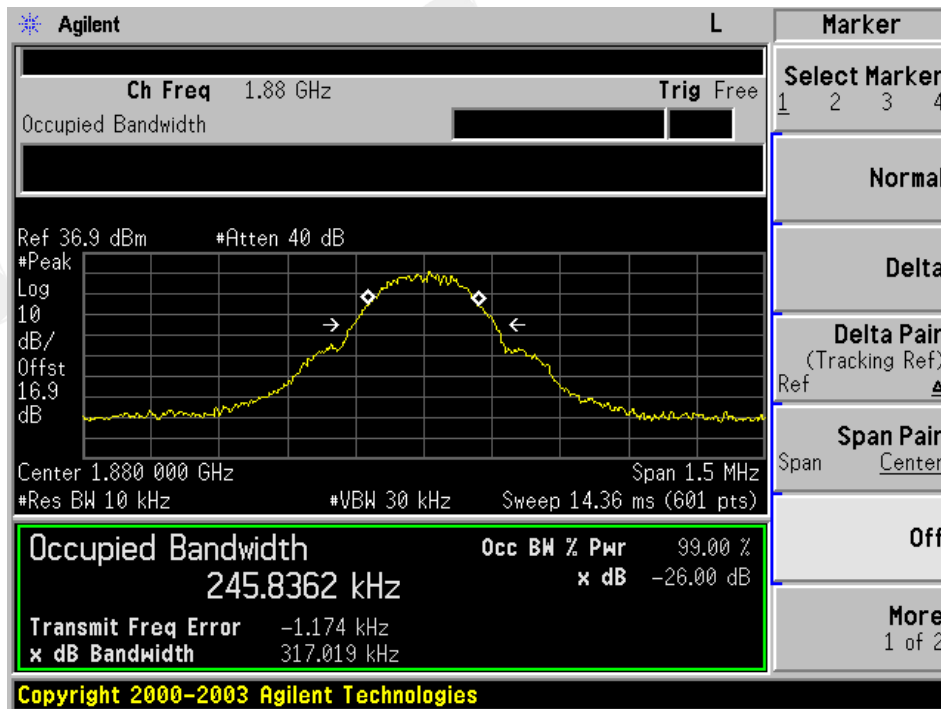 Agilent L
Ch Freq 1.88 GHz Trig Free
Occupied Bandwidth
Ref 36.9 dBm #Atten 40 dB
#Peak
Log
10
dB/
Offst
16.9
dB
Center 1.880 000 GHz Span 1.5 MHz
#Res BW 10 kHz #VBW 30 kHz Sweep 14.36 ms (601 pts)
Occupied Bandwidth Occ BW % Pwr 99.00 %
245.8362 kHz x dB -26.00 dB
Transmit Freq Error -1.174 kHz
x dB Bandwidth 317.019 kHz
Copyright 2000-2003 Agilent Technologies
Marker
Select Marker
1 2 3 4
Normal
Delta
Delta Pair
(Tracking Ref)
Ref Δ
Span Pair
Span Center
Off
More
1 of 2